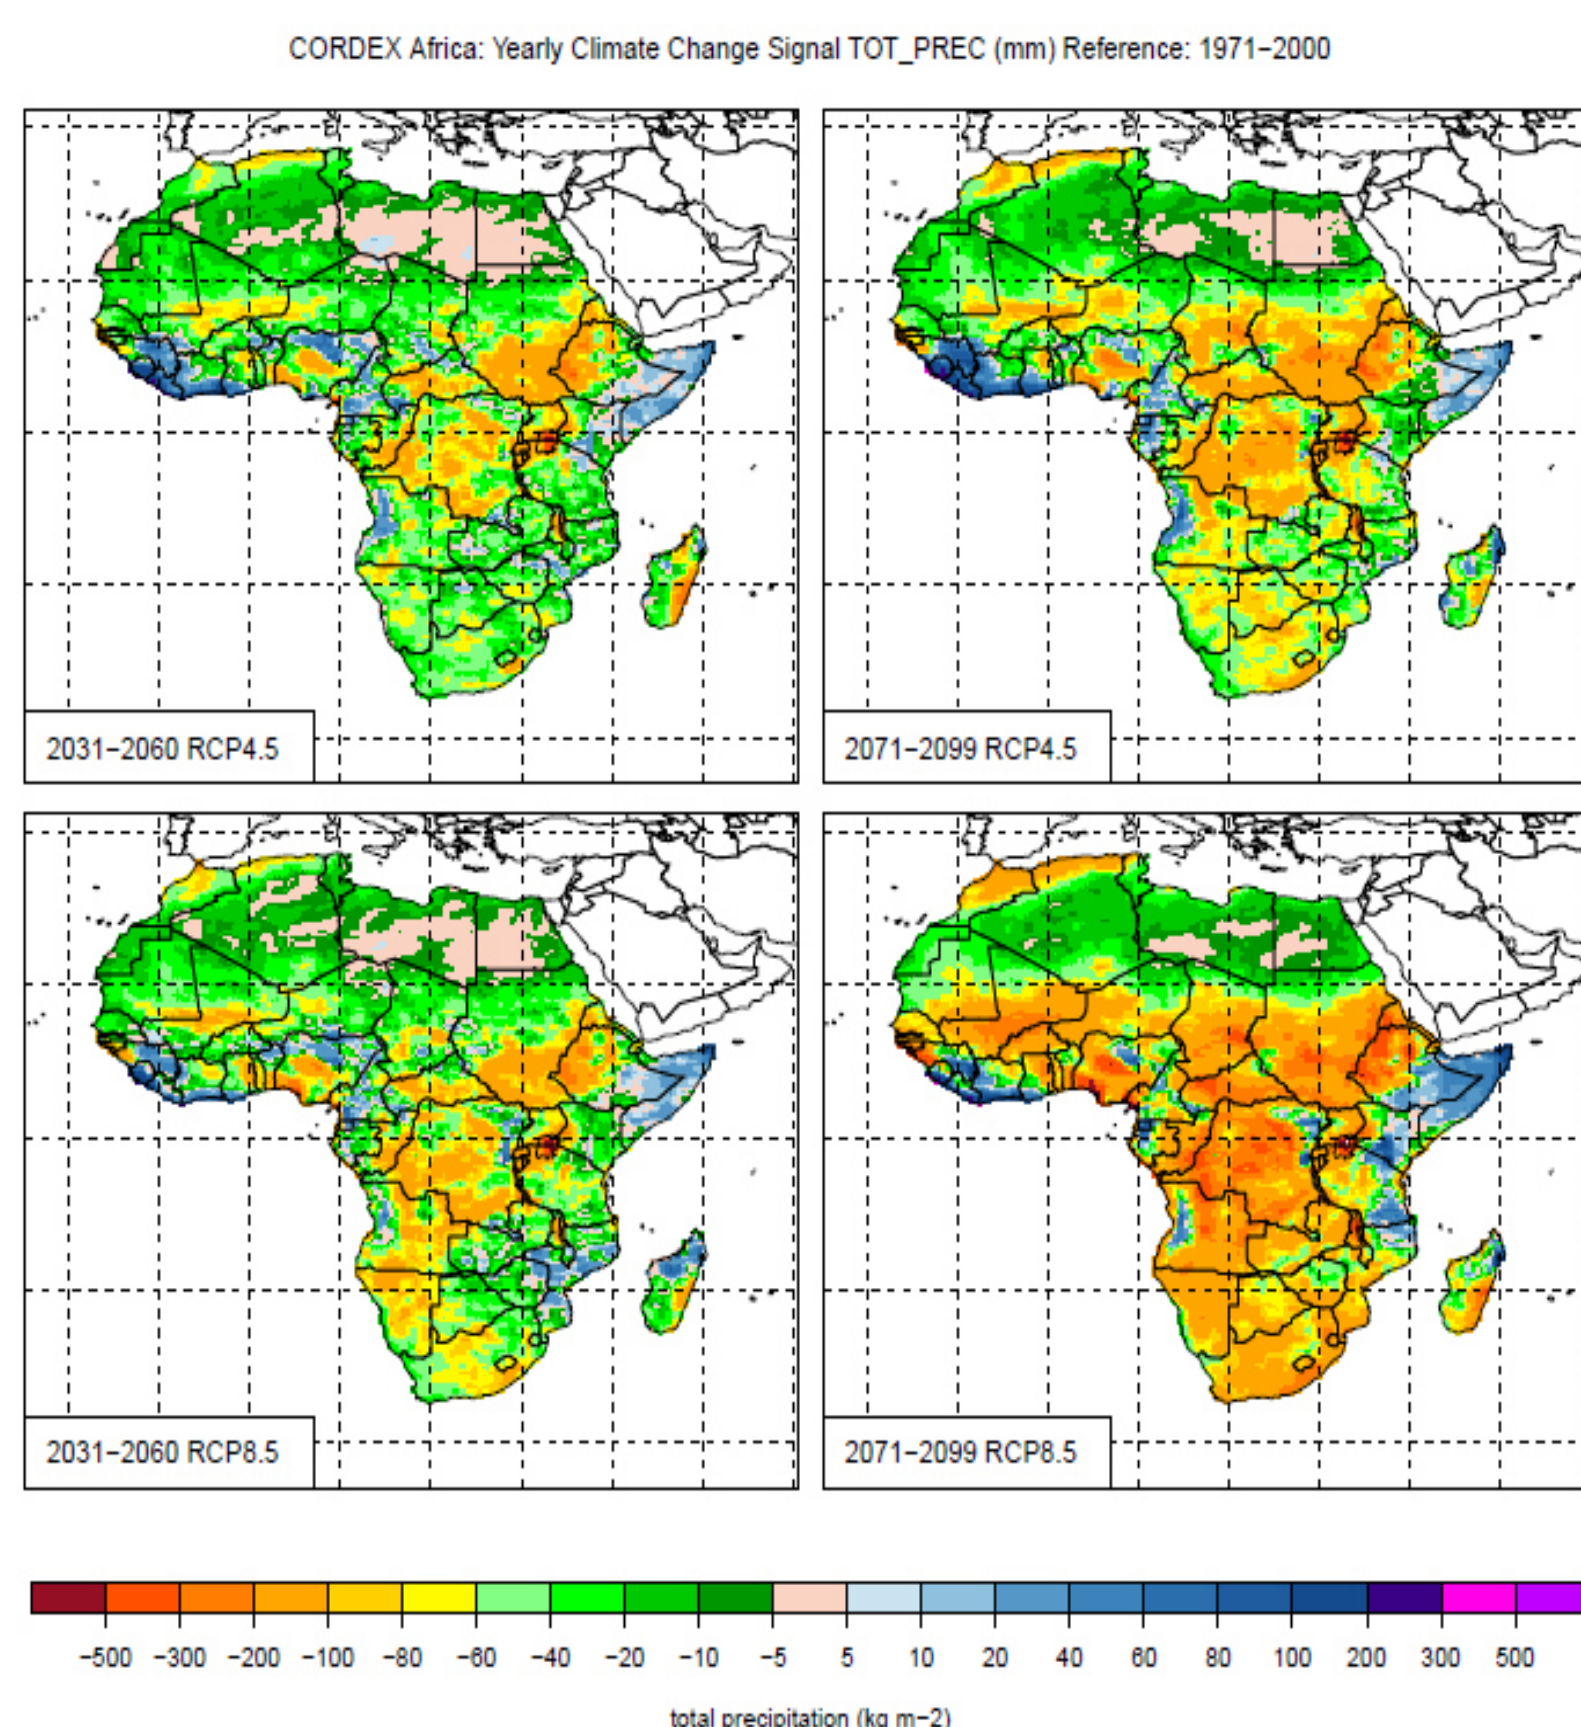 CORDEX Africa: Yearly Climate Change Signal TOT_PREC (mm) Reference: 1971−2000
2031−2060 RCP4.5
2071−2099 RCP4.5
2031−2060 RCP8.5
2071−2099 RCP8.5
−500 −300 −200 −100 −80 −60 −40 −20 −10 −5 5 10 20 40 60 80 100 200 300 500
total precipitation (kg m−2)